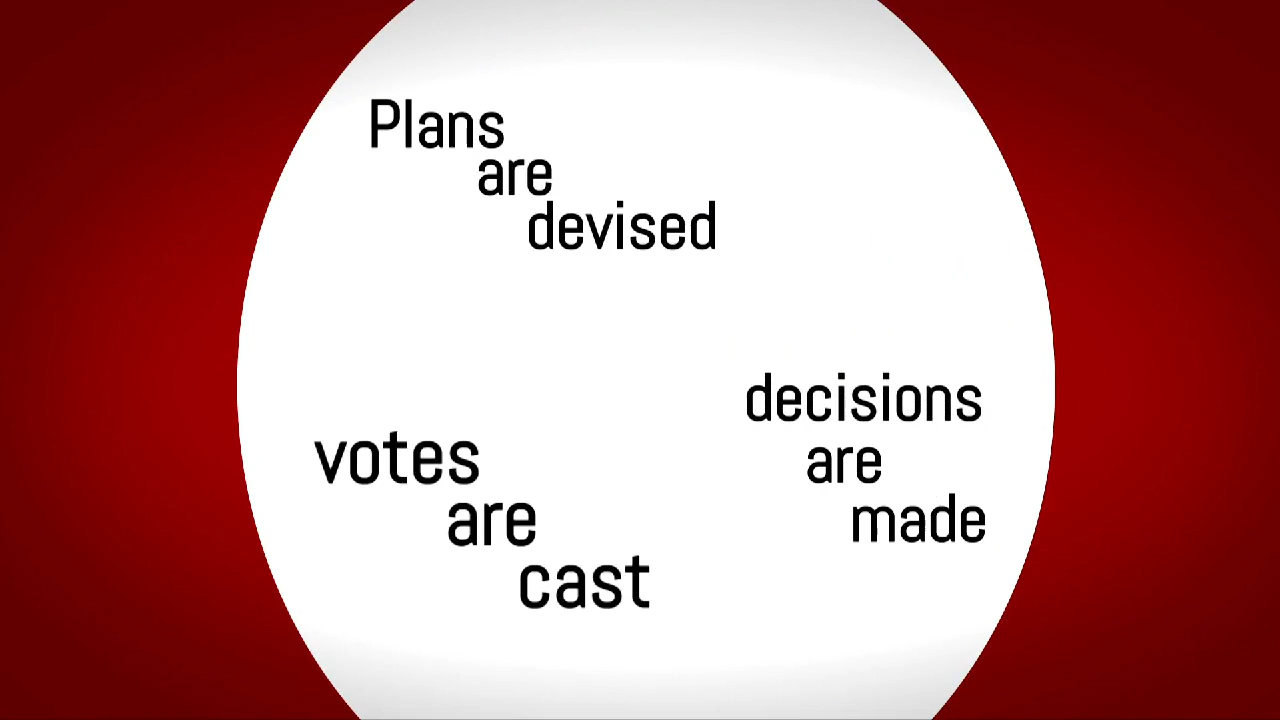 Plans
are
devised
votes
are
cast
decisions
are
made